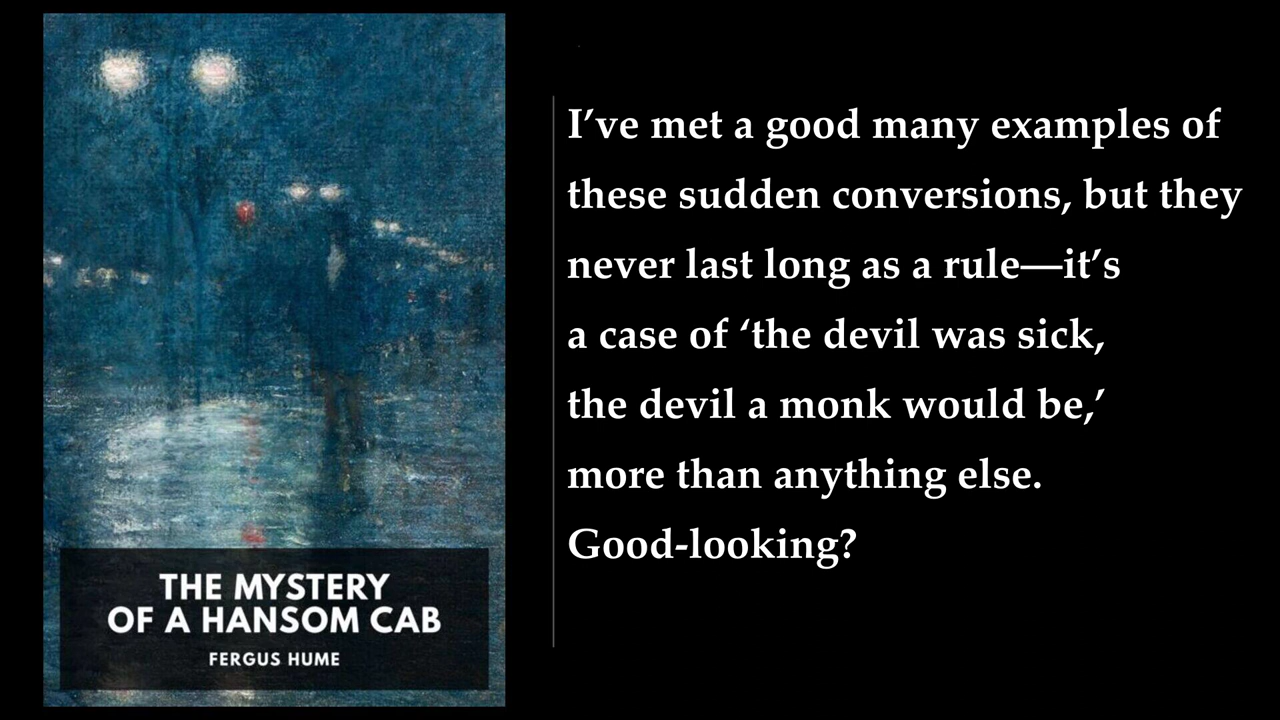 THE MYSTERY
OF A HANSOM CAB
FERGUS HUME
I’ve met a good many examples of
these sudden conversions, but they
never last long as a rule—it’s
a case of ‘the devil was sick,
the devil a monk would be,’
more than anything else.
Good-looking?